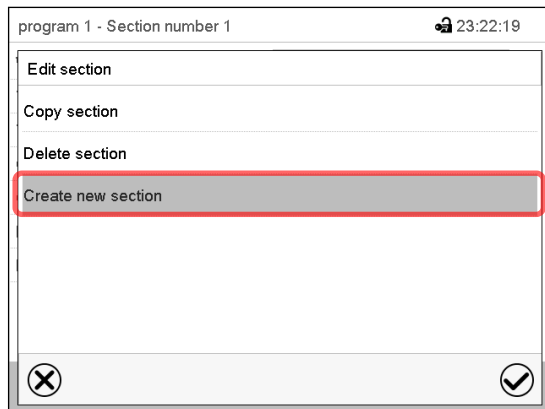 program 1 - Section number 1 23:22:19
Edit section
Copy section
Delete section
Create new section